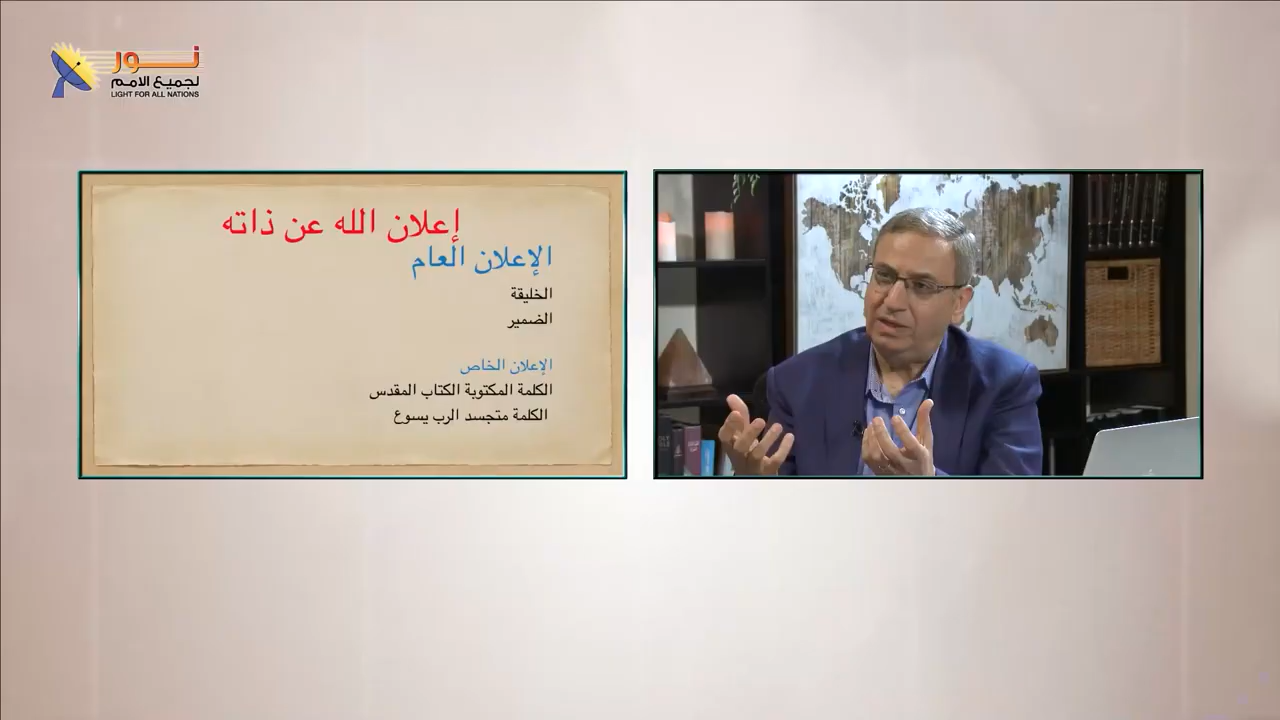 نور
لجميع الامم
LIGHT FOR ALL NATIONS
إعلان الله عن ذاته
الإعلان العام
الخليقة
الضمير
الإعلان الخاص
الكلمة المكتوبة الكتاب المقدس
الكلمة متجسد الرب يسوع